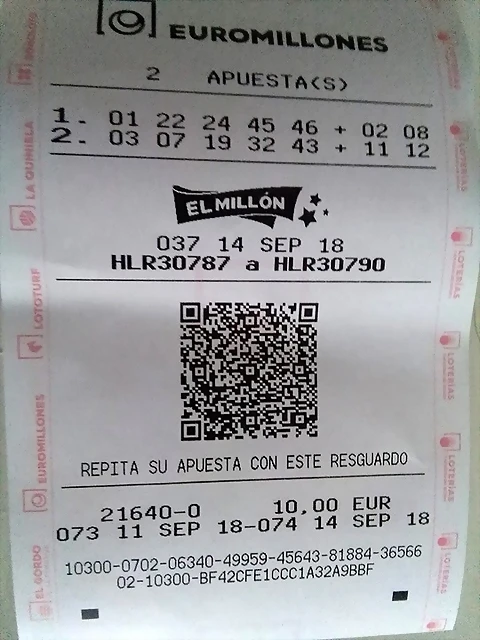 EUROMILLONES
2 APUESTA(S)
1. 01 22 24 45 46 + 02 08
2. 03 07 19 32 43 + 11 12
EL MILLÓN
037 14 SEP 18
HLR30787 a HLR30790
REPITA SU APUESTA CON ESTE RESGUARDO
21640-0 10,00 EUR
073 11 SEP 18-074 14 SEP 18
10300-0702-06340-49959-45643-81884-36566
02-10300-BF42CFE1CCC1A32A9BBF
LA QUINIELA
LOTOTURF
EUROMILLONES
EL GORDO
LOTERÍAS
LOTERÍAS
LOTERÍAS
LOTERÍAS
LOTERÍAS
LOTERÍAS